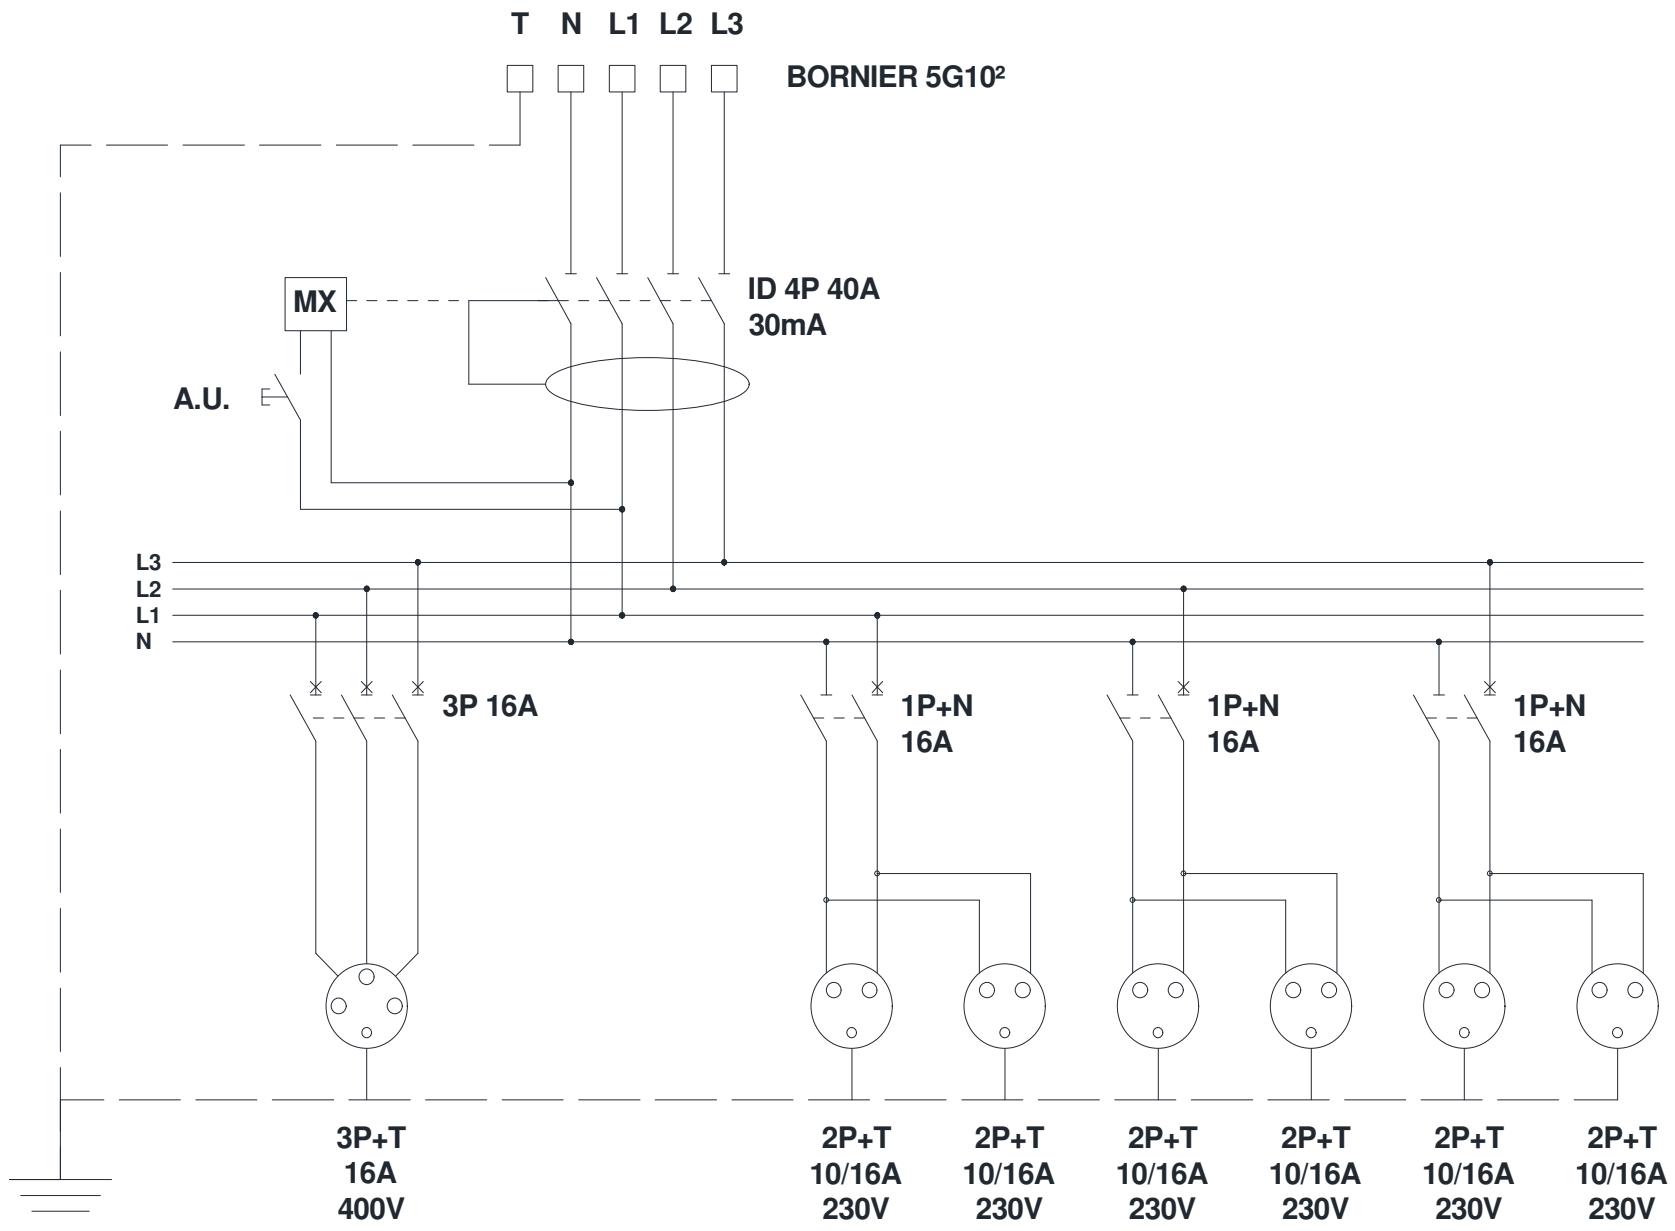 T N L1 L2 L3
BORNIER 5G10²
MX
ID 4P 40A
30mA
A.U.
L3
L2
L1
N
3P 16A
1P+N
16A
1P+N
16A
1P+N
16A
3P+T
16A
400V
2P+T
10/16A
230V
2P+T
10/16A
230V
2P+T
10/16A
230V
2P+T
10/16A
230V
2P+T
10/16A
230V
2P+T
10/16A
230V